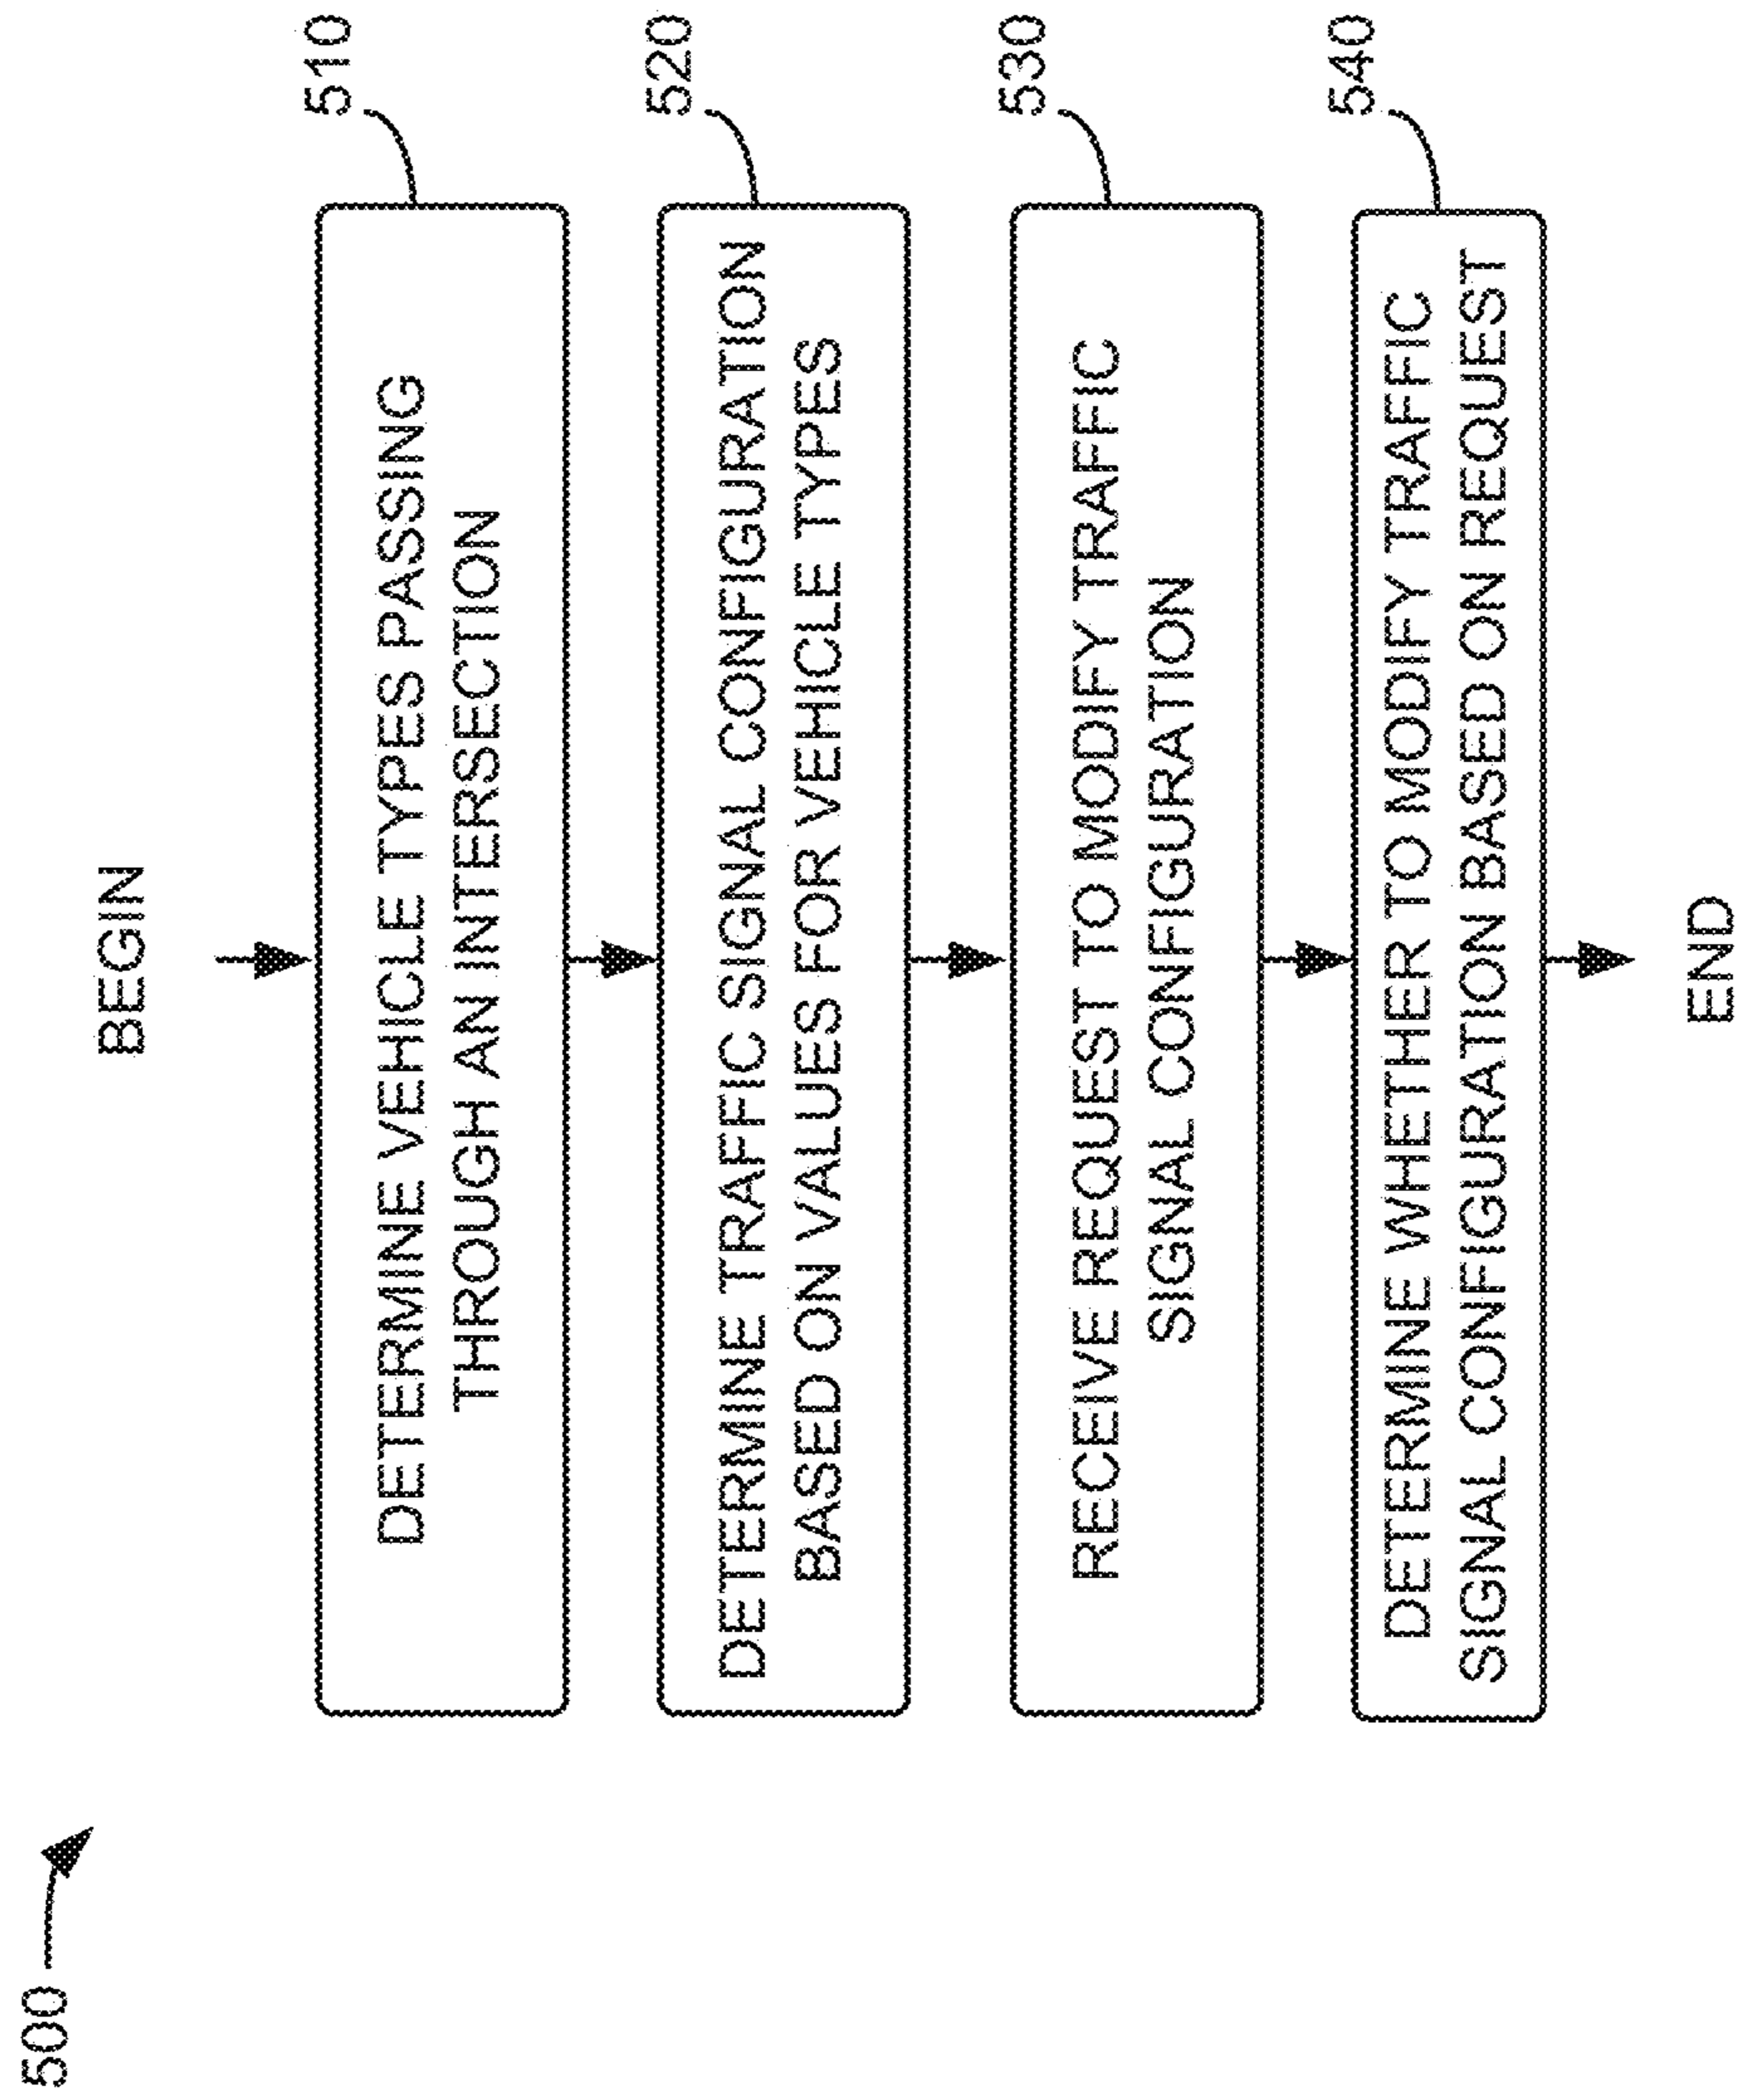 500
BEGIN
510
DETERMINE VEHICLE TYPES PASSING
THROUGH AN INTERSECTION
520
DETERMINE TRAFFIC SIGNAL CONFIGURATION
BASED ON VALUES FOR VEHICLE TYPES
530
RECEIVE REQUEST TO MODIFY TRAFFIC
SIGNAL CONFIGURATION
540
DETERMINE WHETHER TO MODIFY TRAFFIC
SIGNAL CONFIGURATION BASED ON REQUEST
END